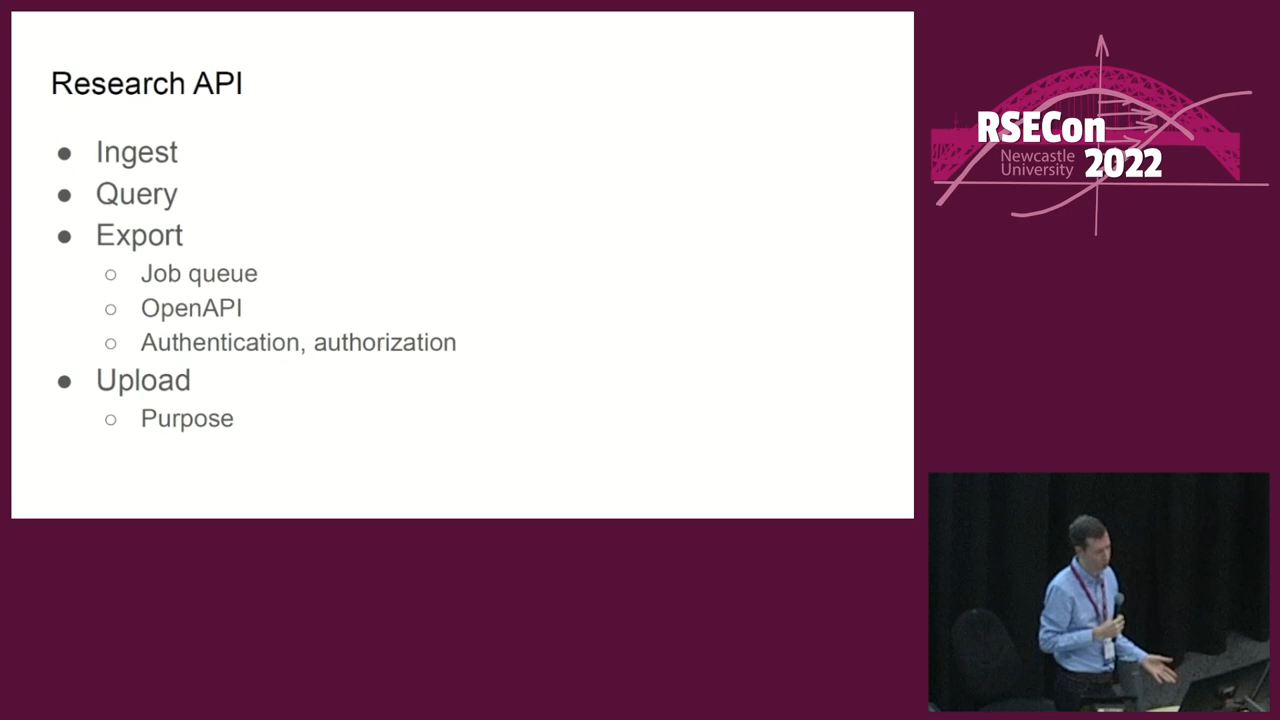 Research API
● Ingest
● Query
● Export
○ Job queue
○ OpenAPI
○ Authentication, authorization
● Upload
○ Purpose
RSECon
Newcastle
University 2022